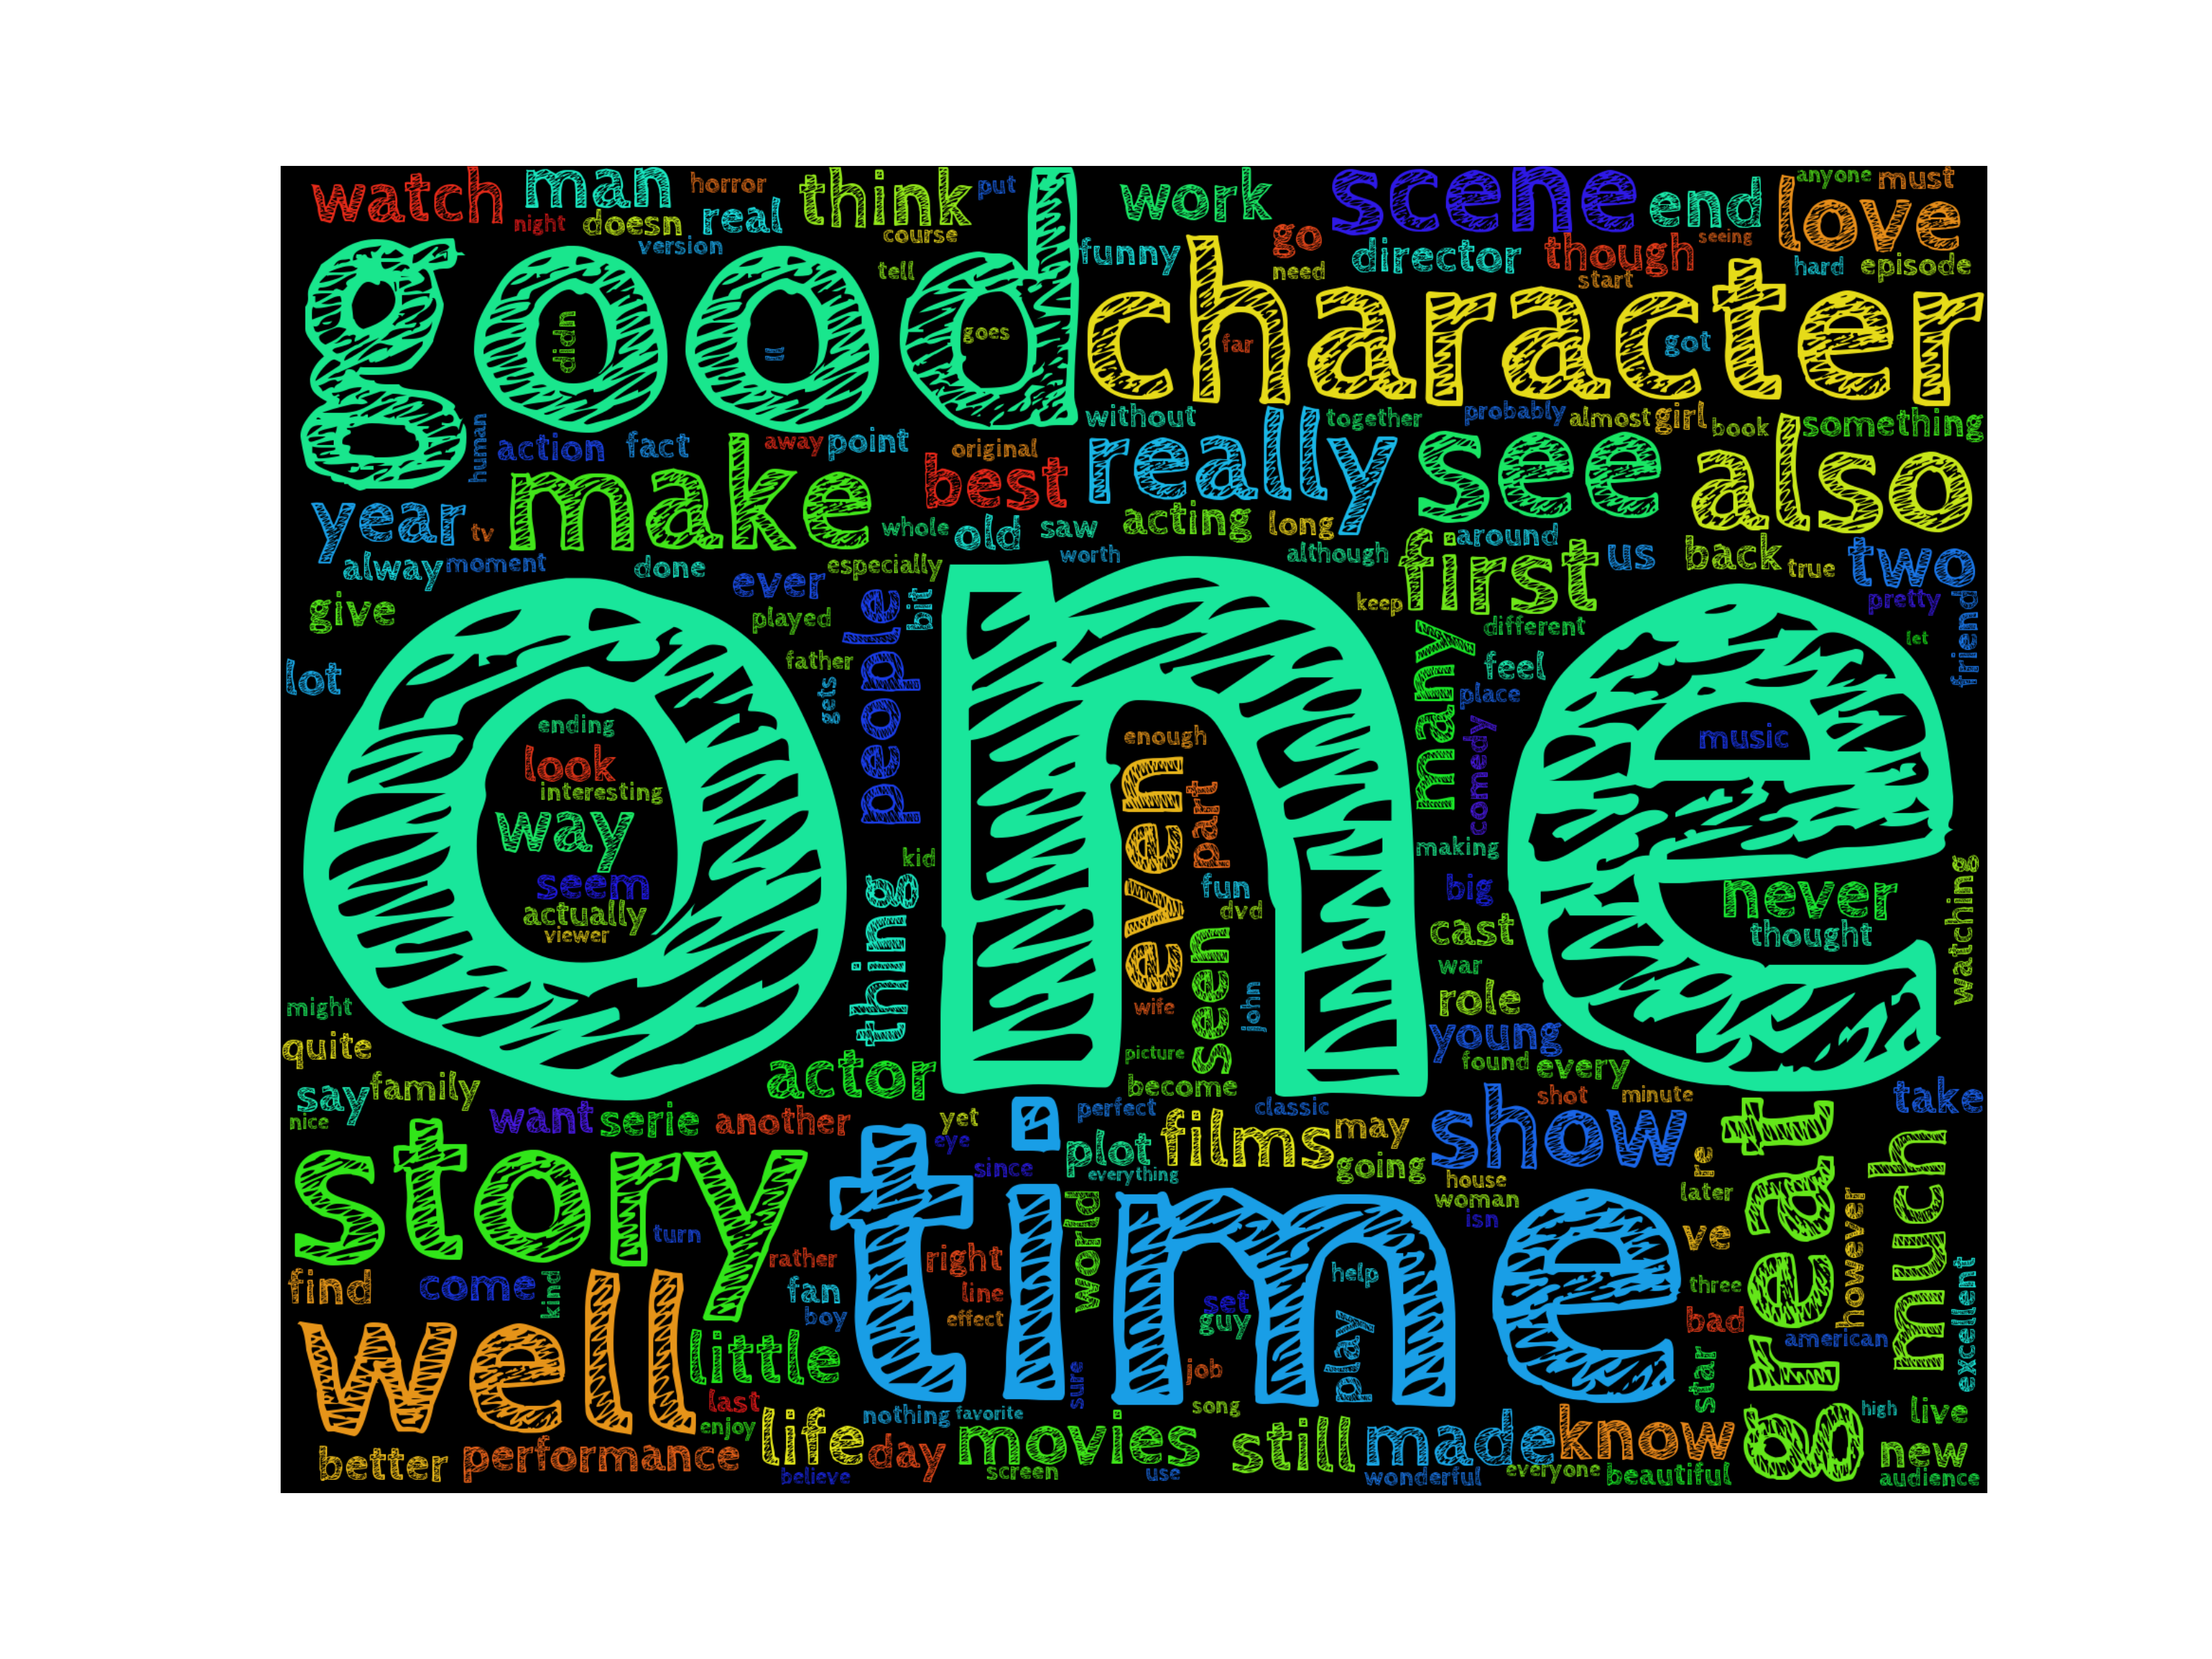 watch man horror think put work scene end love anyone must
night doesn real version course go director though seeing
good tell funny need start hard episode
didn ll goes character far got
human action fact away point original without together probably almost girl book something
year tv make best really see also
whole old saw acting long around us back two
alway moment done especially worth although first true
give ever played people bit keep different pretty friend let
lot father gets one many feel place
ending look interesting way seem actually viewer
enough even part fun dvd comedy music
kid thing seen making big never thought watching
wife john cast war role young
might quite say family nice actor picture become found every
want serie another yet eye perfect classic shot minute take
story turn since plot everything films may going show house woman isn
time world re later great much
find come kind rather fan boy right line effect help ve three however
well little set guy play bad american excellent
last enjoy job sure star song high live
better performance life day nothing favorite movies still made know new
believe screen use wonderful everyone beautiful audience